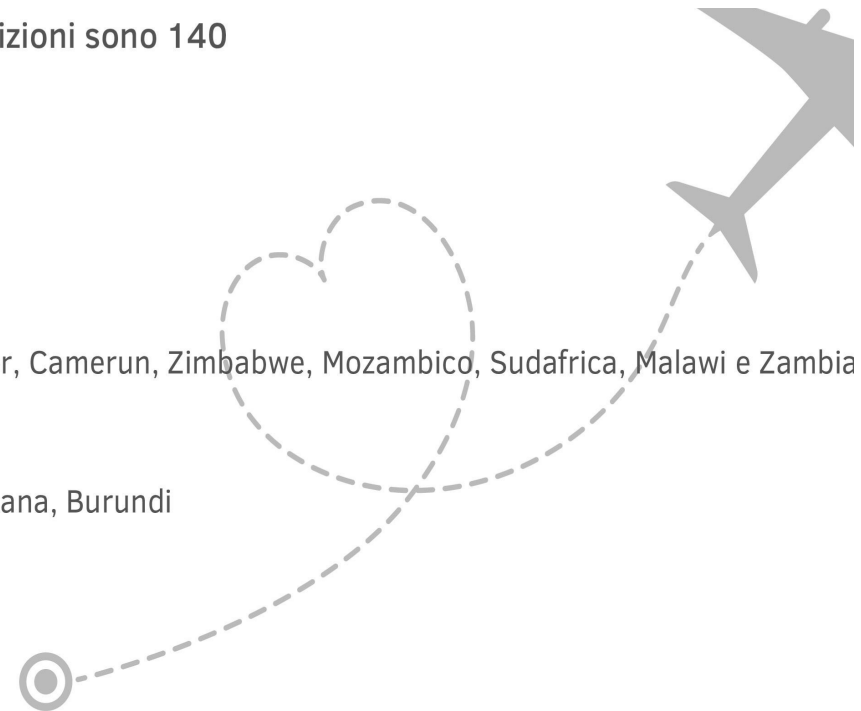 izioni sono 140
r, Camerun, Zimbabwe, Mozambico, Sudafrica, Malawi e Zambia
ana, Burundi